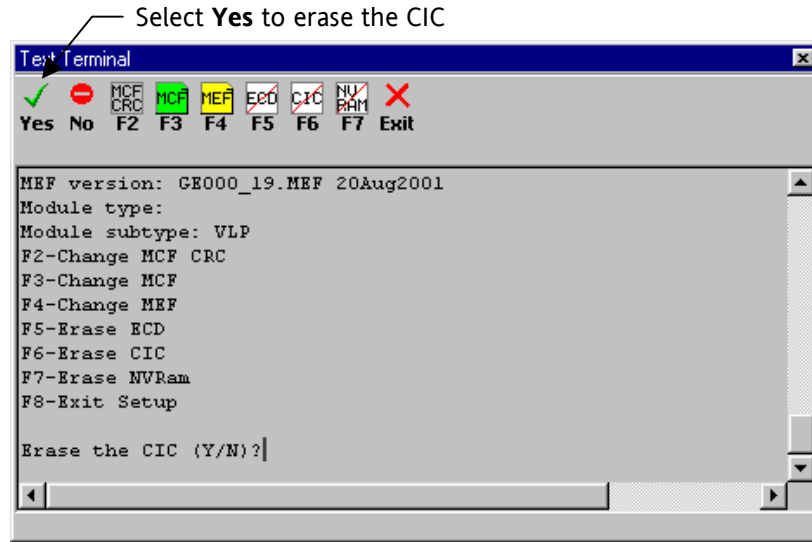 Select Yes to erase the CIC
Text Terminal
MCF CRC MCF MEF ECD CIC NV RAM
Yes No F2 F3 F4 F5 F6 F7 Exit
MEF version: GE000_19.MEF 20Aug2001
Module type:
Module subtype: VLP
F2-Change MCF CRC
F3-Change MCF
F4-Change MEF
F5-Erase ECD
F6-Erase CIC
F7-Erase NVRam
F8-Exit Setup
Erase the CIC (Y/N)?